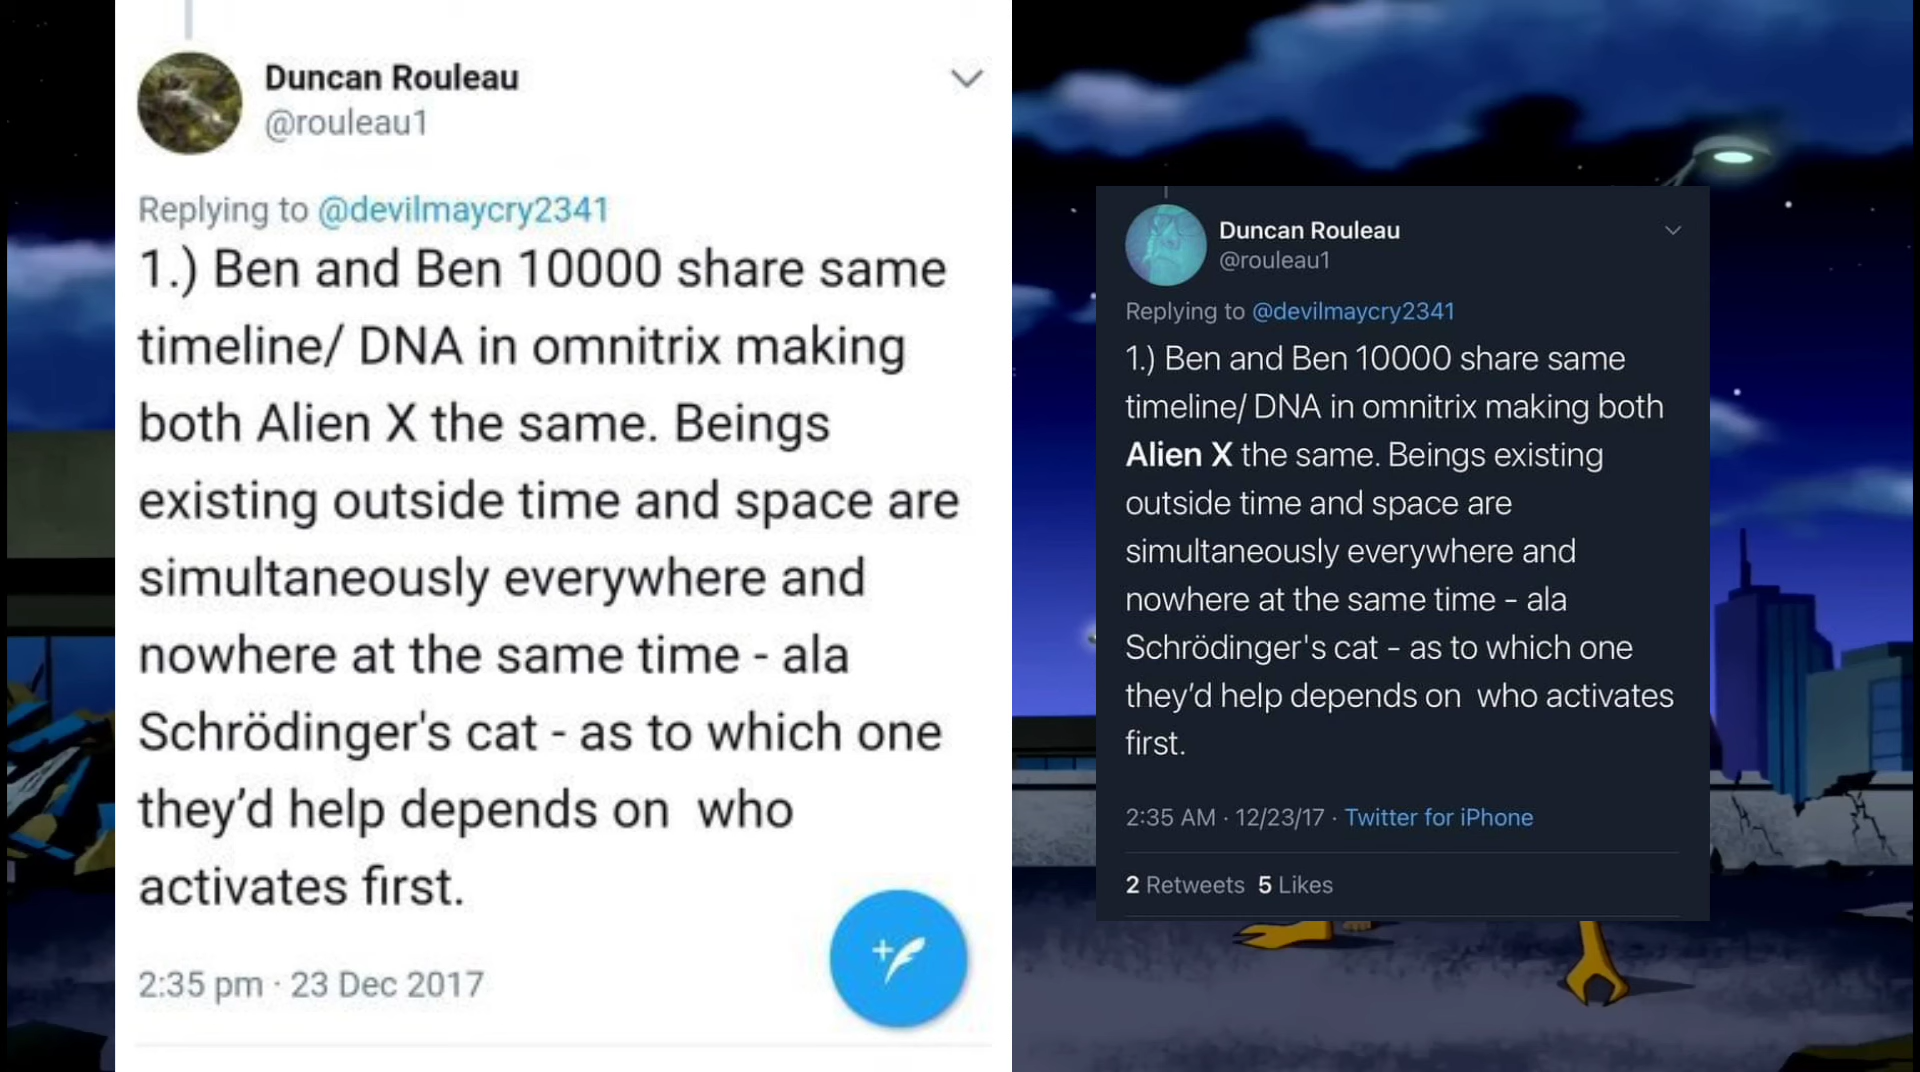 Duncan Rouleau
@rouleau1
Replying to @devilmaycry2341
1.) Ben and Ben 10000 share same
timeline/ DNA in omnitrix making
both Alien X the same. Beings
existing outside time and space are
simultaneously everywhere and
nowhere at the same time - ala
Schrödinger's cat - as to which one
they’d help depends on  who
activates first.
2:35 pm · 23 Dec 2017
Duncan Rouleau
@rouleau1
Replying to @devilmaycry2341
1.) Ben and Ben 10000 share same
timeline/ DNA in omnitrix making both
Alien X the same. Beings existing
outside time and space are
simultaneously everywhere and
nowhere at the same time - ala
Schrödinger's cat - as to which one
they’d help depends on  who activates
first.
2:35 AM · 12/23/17 · Twitter for iPhone
2 Retweets 5 Likes